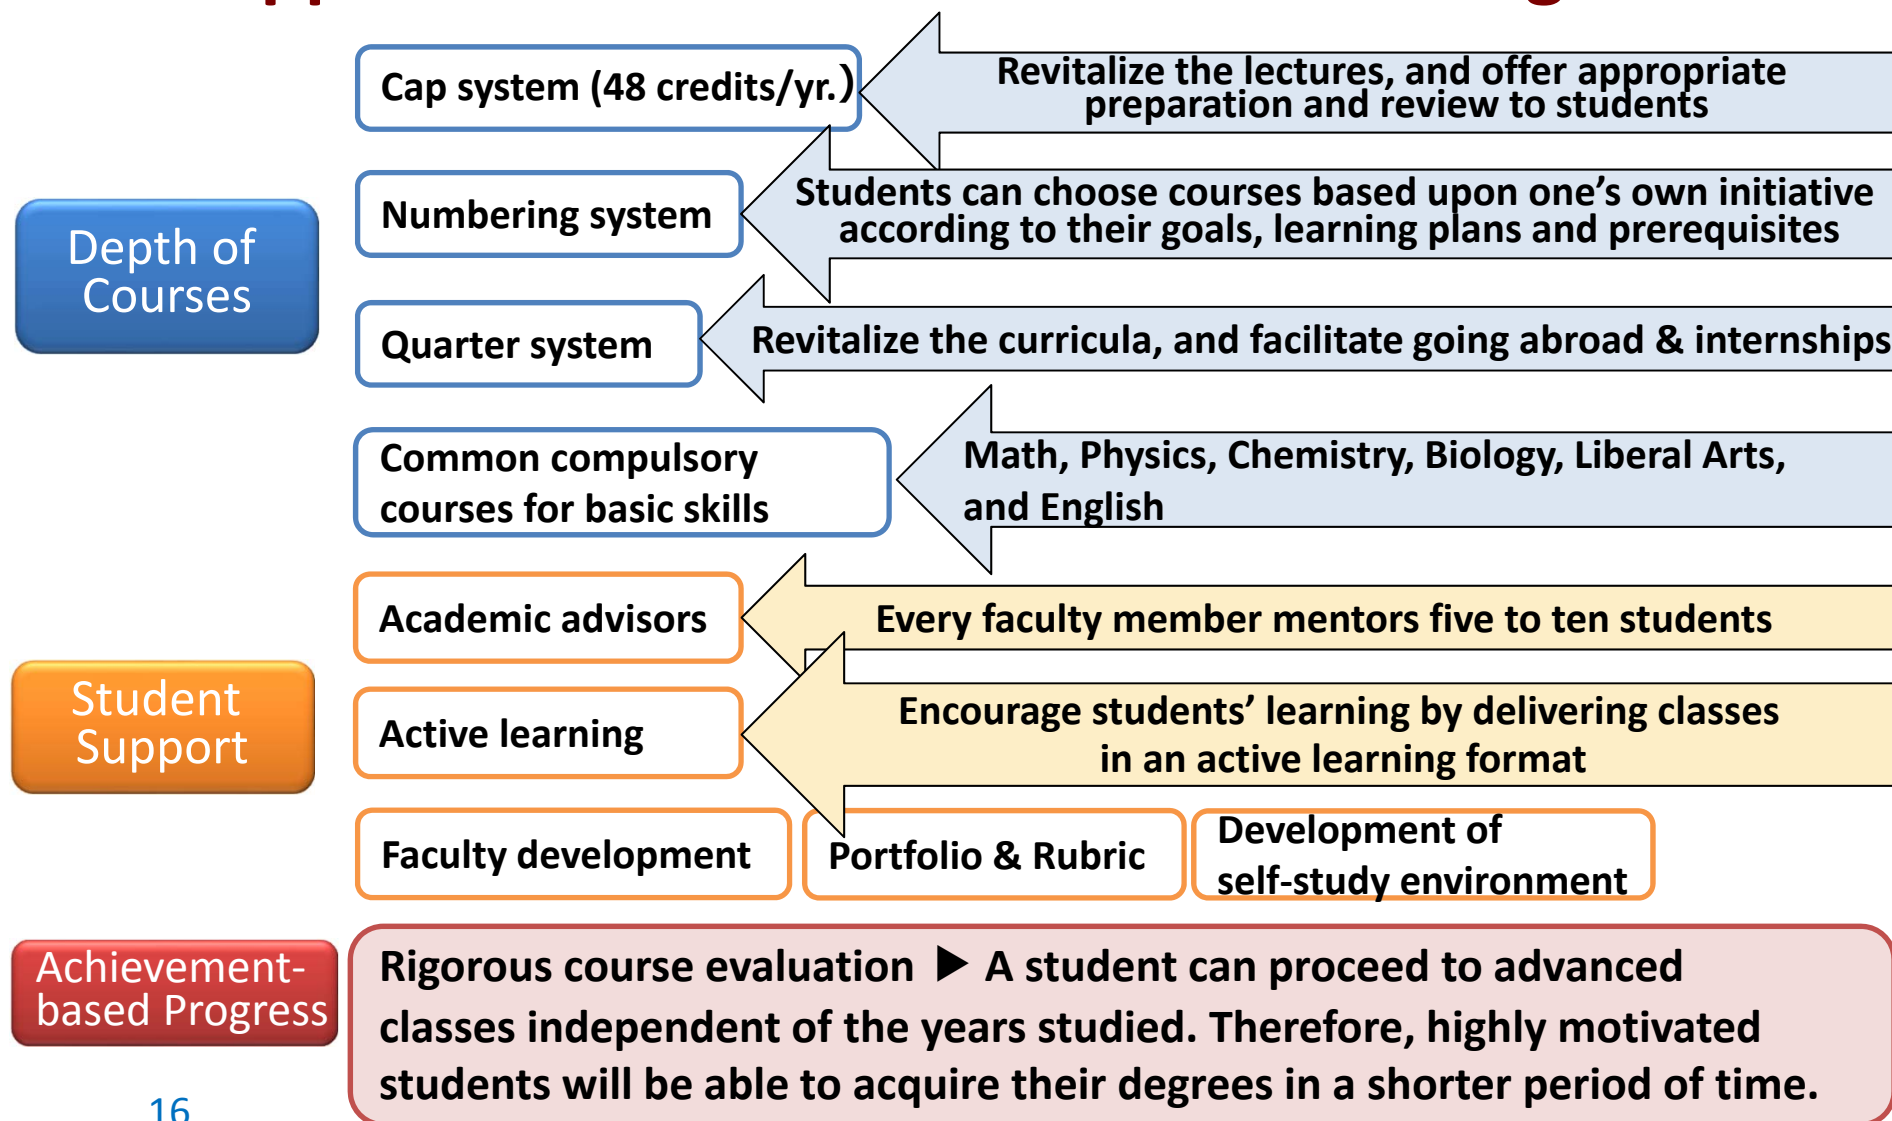 Cap system (48 credits/yr.)
Revitalize the lectures, and offer appropriate
preparation and review to students
Depth of
Courses
Numbering system
Students can choose courses based upon one’s own initiative
according to their goals, learning plans and prerequisites
Quarter system
Revitalize the curricula, and facilitate going abroad & internships
Common compulsory
courses for basic skills
Math, Physics, Chemistry, Biology, Liberal Arts,
and English
Student
Support
Academic advisors
Every faculty member mentors five to ten students
Active learning
Encourage students’ learning by delivering classes
in an active learning format
Faculty development
Portfolio & Rubric
Development of
self-study environment
Achievement-
based Progress
Rigorous course evaluation ▶ A student can proceed to advanced
classes independent of the years studied. Therefore, highly motivated
students will be able to acquire their degrees in a shorter period of time.
16